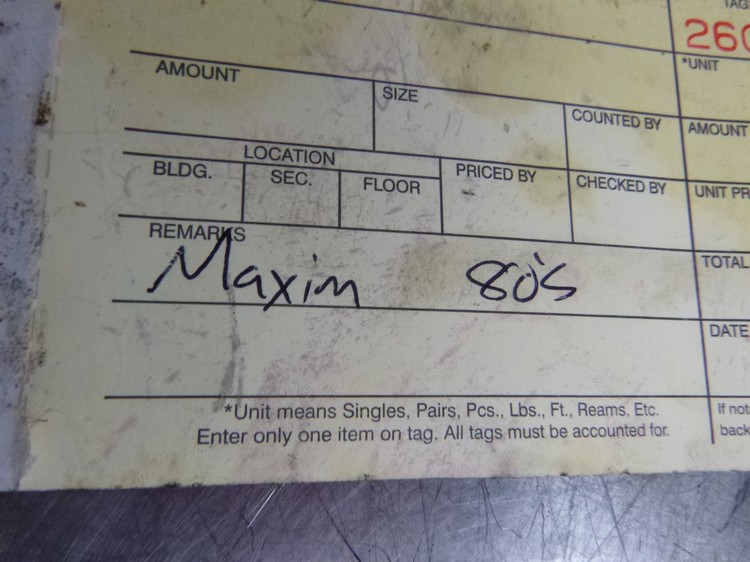 TAG
260
*UNIT
AMOUNT
SIZE
COUNTED BY
AMOUNT
LOCATION
BLDG.
SEC.
FLOOR
PRICED BY
CHECKED BY
UNIT PR
REMARKS
Maxim 80's
TOTAL
DATE
*Unit means Singles, Pairs, Pcs., Lbs., Ft., Reams, Etc.
Enter only one item on tag. All tags must be accounted for.
If not
back